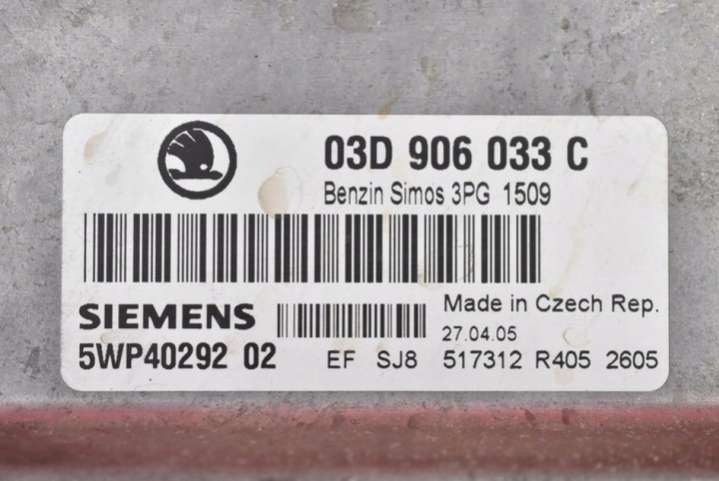 03D 906 033 C
Benzin Simos 3PG 1509
SIEMENS
Made in Czech Rep.
27.04.05
5WP40292 02
EF SJ8 517312 R405 2605